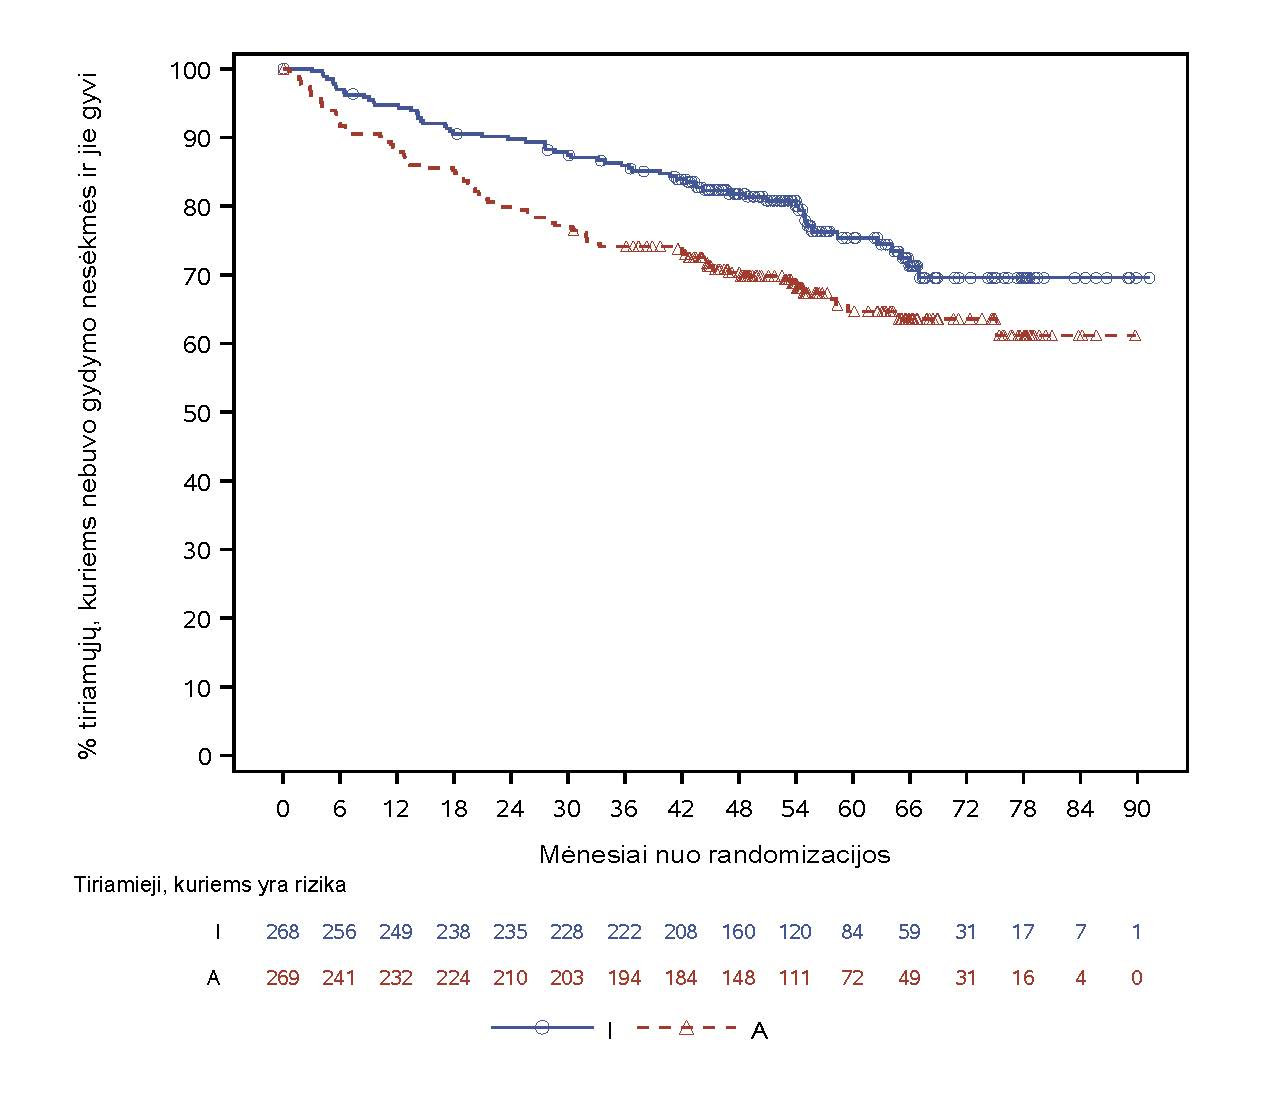 % tiriamųjų, kuriems nebuvo gydymo nesėkmės ir jie gyvi
100
90
80
70
60
50
40
30
20
10
0
0 6 12 18 24 30 36 42 48 54 60 66 72 78 84 90
Mėnesiai nuo randomizacijos
Tiriamieji, kuriems yra rizika
I 268 256 249 238 235 228 222 208 160 120 84 59 31 17 7 1
A 269 241 232 224 210 203 194 184 148 111 72 49 31 16 4 0
I A